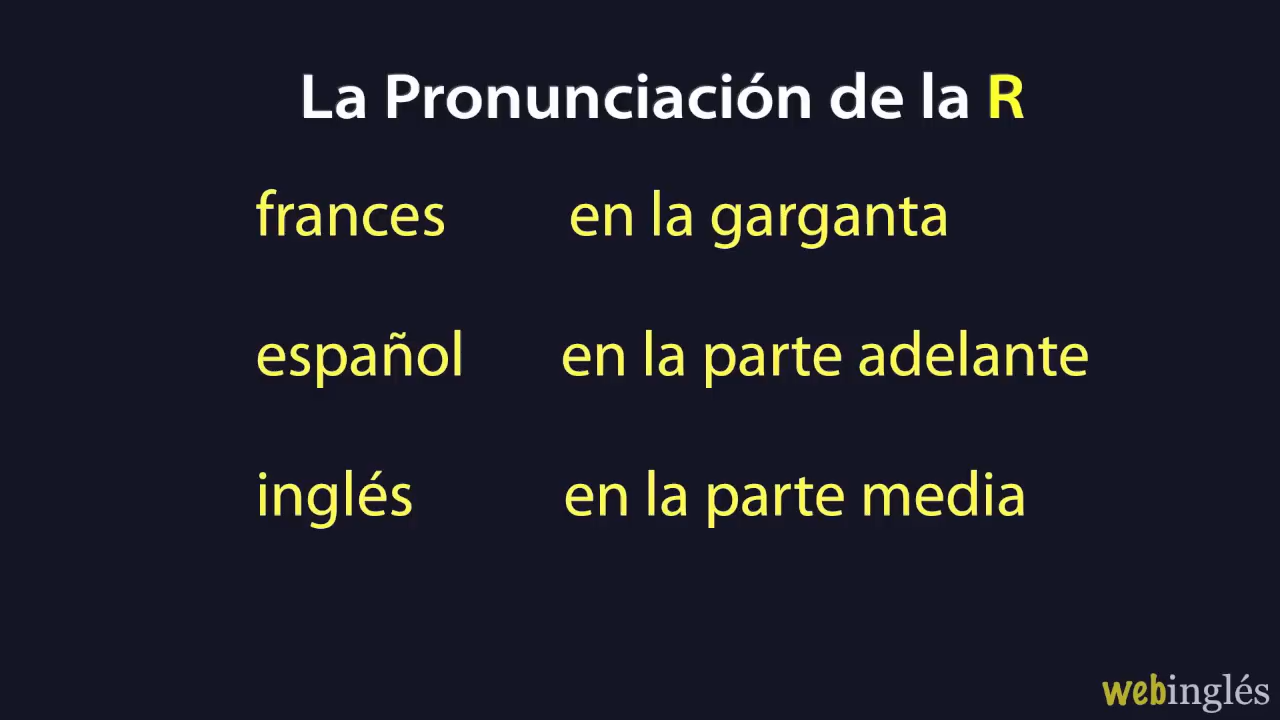 La Pronunciación de la R
frances en la garganta
español en la parte adelante
inglés en la parte media
webinglés